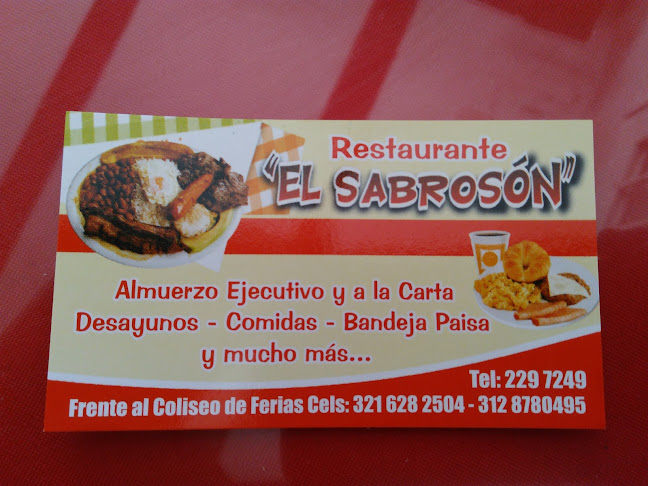 Restaurante
"EL SABROSÓN"
Almuerzo Ejecutivo y a la Carta
Desayunos - Comidas - Bandeja Paisa
y mucho más...
Tel: 229 7249
Frente al Coliseo de Ferias Cels: 321 628 2504 - 312 8780495